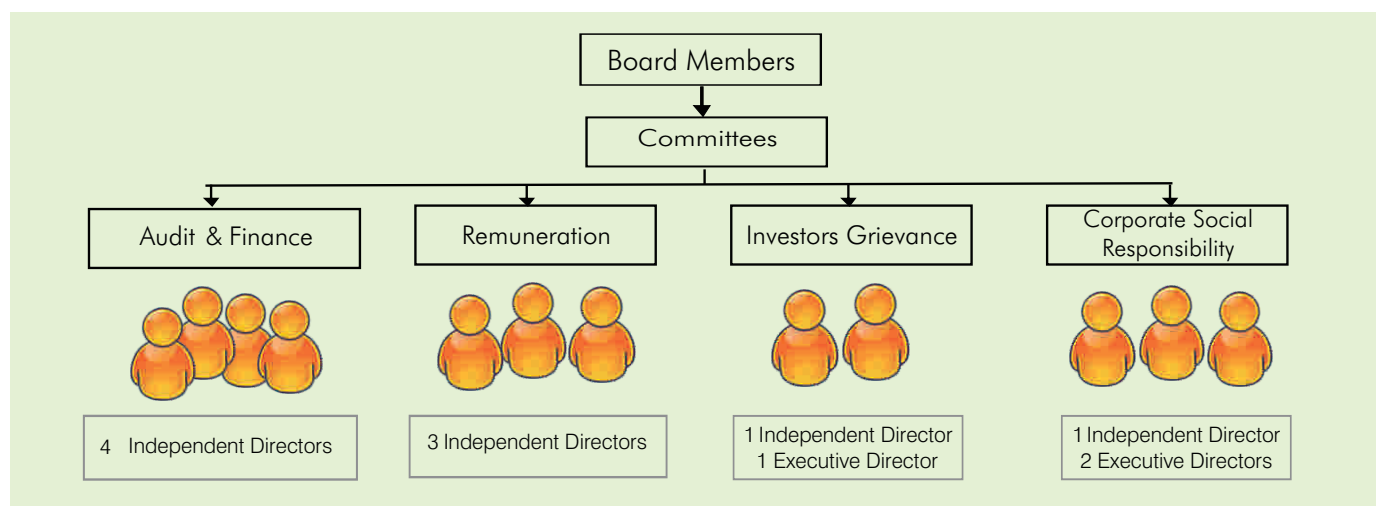 Board Members
Committees
Audit & Finance
Remuneration
Investors Grievance
Corporate Social
Responsibility
4 Independent Directors
3 Independent Directors
1 Independent Director
1 Executive Director
1 Independent Director
2 Executive Directors